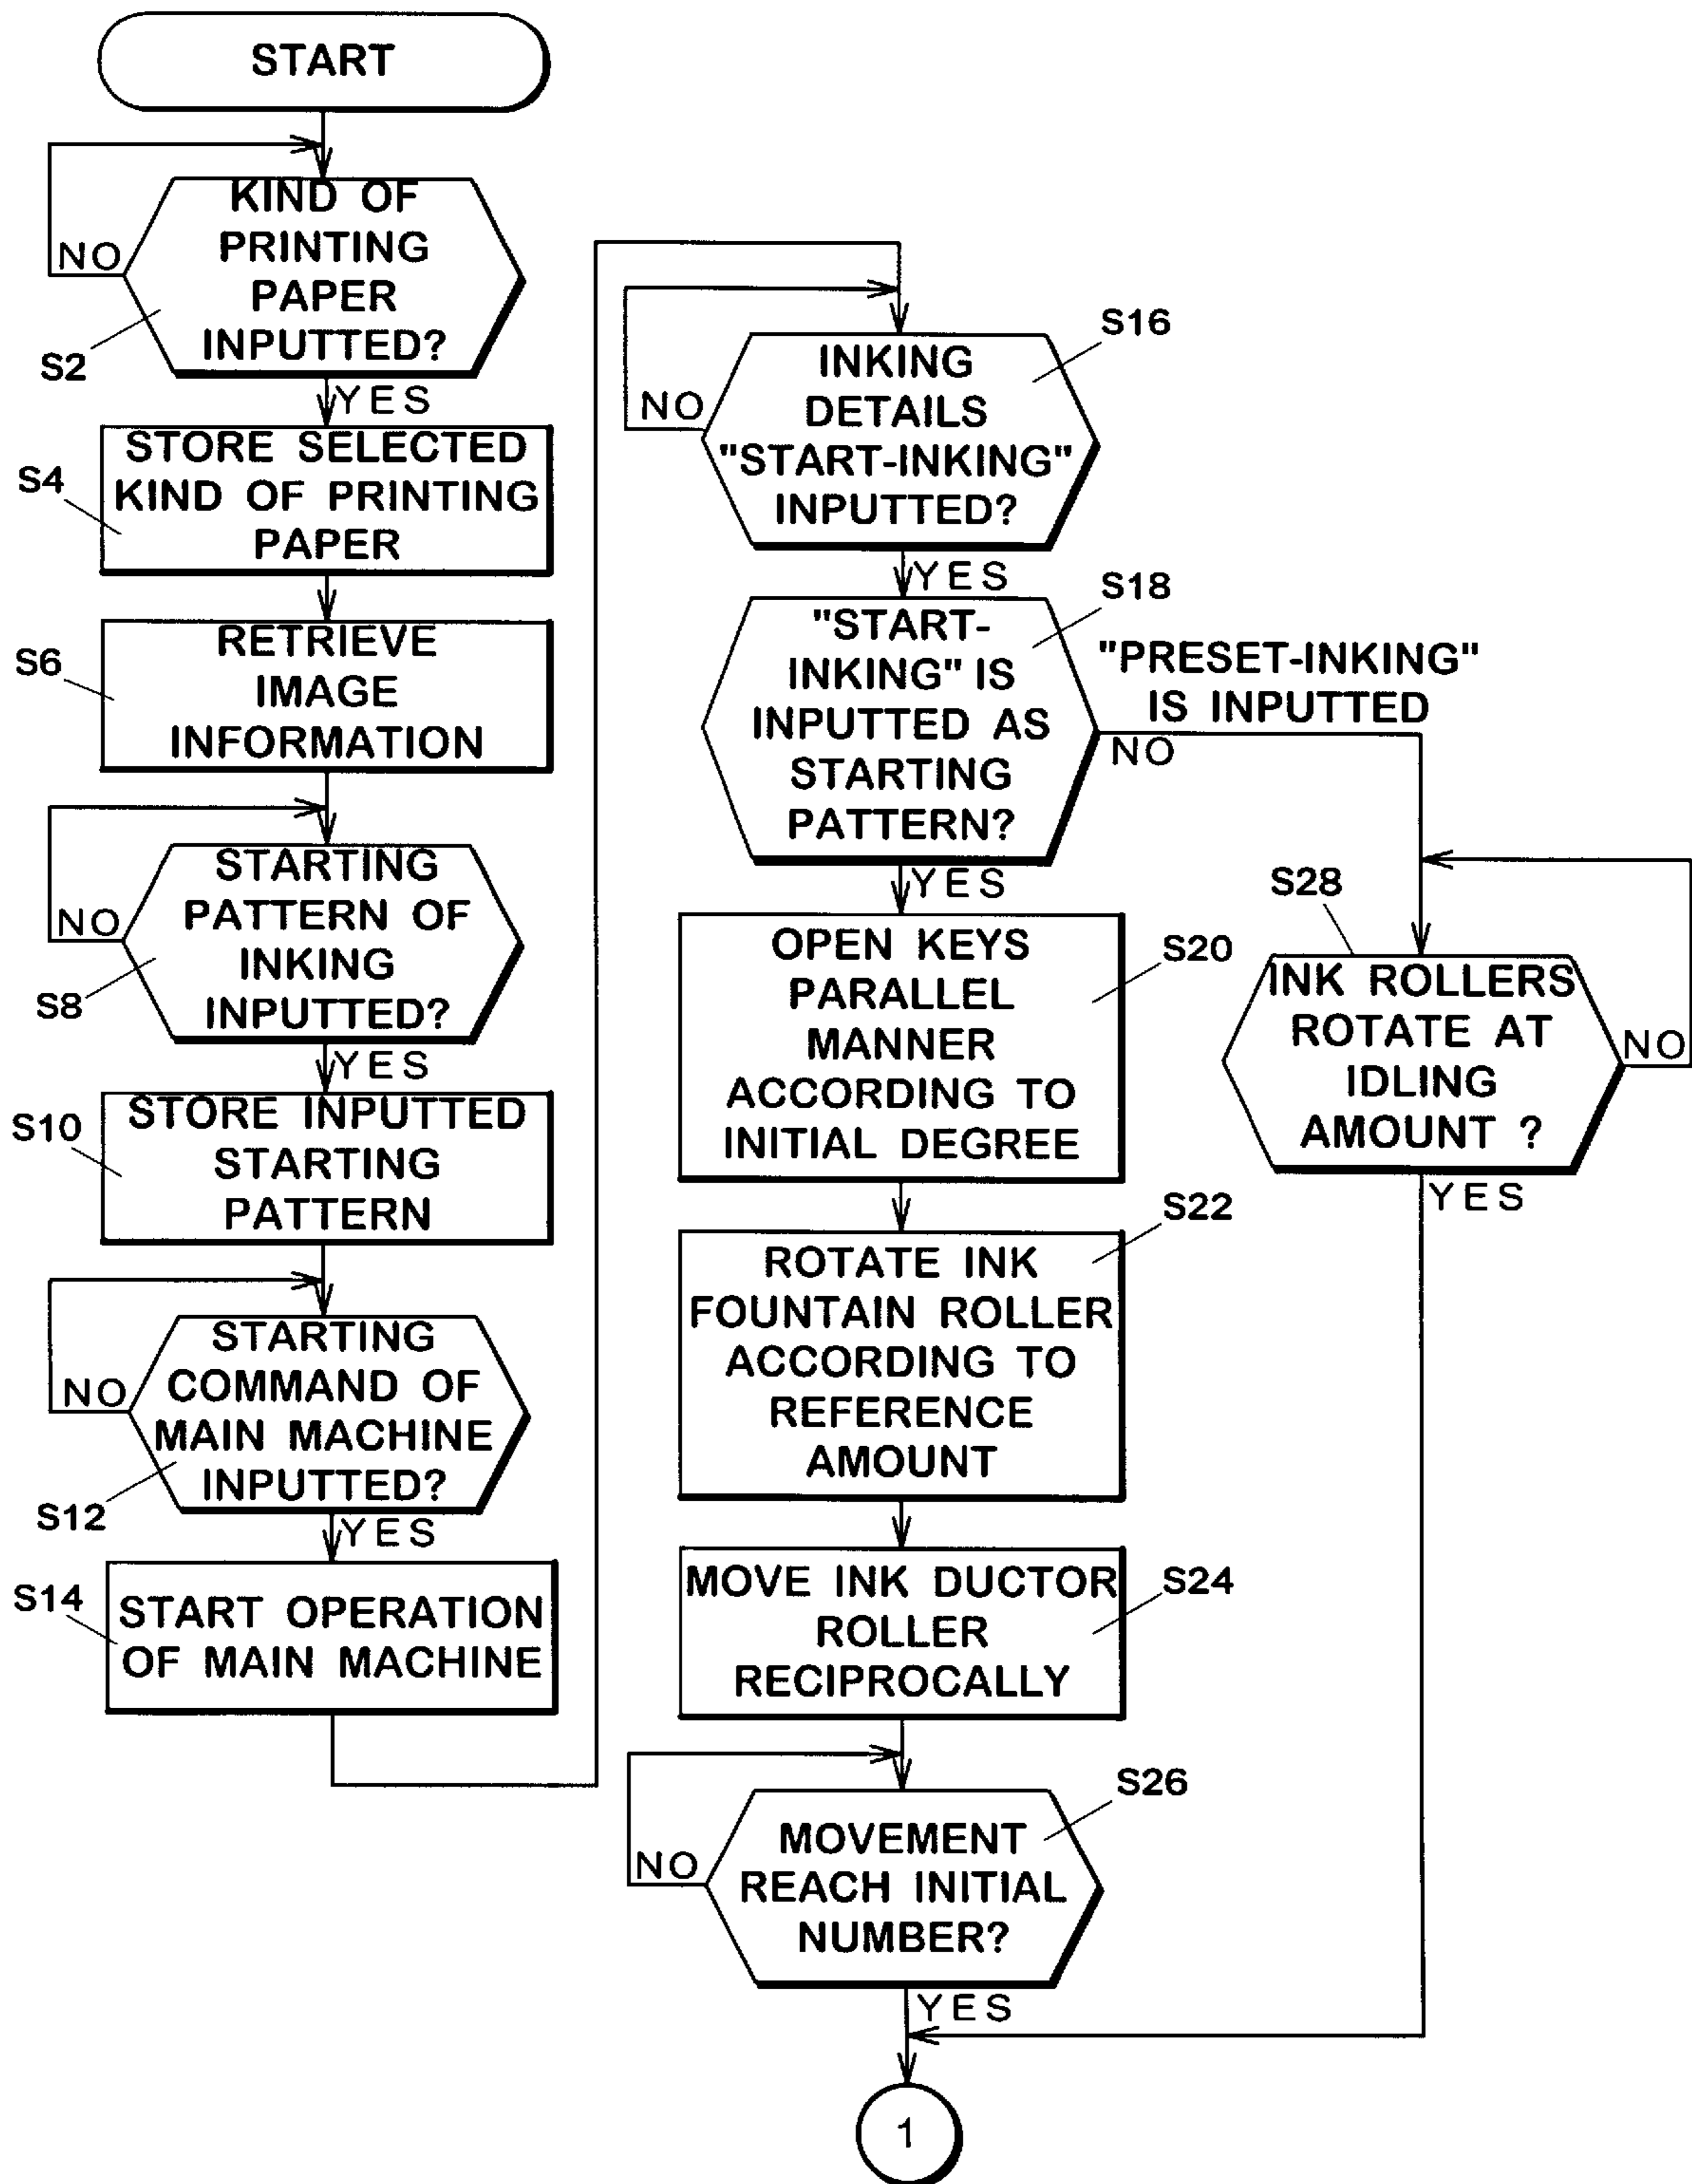 START
KIND OF
PRINTING
PAPER
INPUTTED?
NO
S2
YES
STORE SELECTED
KIND OF PRINTING
PAPER
S4
RETRIEVE
IMAGE
INFORMATION
S6
STARTING
PATTERN OF
INKING
INPUTTED?
NO
S8
YES
STORE INPUTTED
STARTING
PATTERN
S10
STARTING
COMMAND OF
MAIN MACHINE
INPUTTED?
NO
S12
YES
START OPERATION
OF MAIN MACHINE
S14
INKING
DETAILS
"START-INKING"
INPUTTED?
NO
S16
YES
"START-
INKING" IS
INPUTTED AS
STARTING
PATTERN?
S18
"PRESET-INKING"
IS INPUTTED
NO
YES
OPEN KEYS
PARALLEL
MANNER
ACCORDING TO
INITIAL DEGREE
S20
ROTATE INK
FOUNTAIN ROLLER
ACCORDING TO
REFERENCE
AMOUNT
S22
MOVE INK DUCTOR
ROLLER
RECIPROCALLY
S24
MOVEMENT
REACH INITIAL
NUMBER?
NO
S26
YES
S28
INK ROLLERS
ROTATE AT
IDLING
AMOUNT ?
NO
YES
1